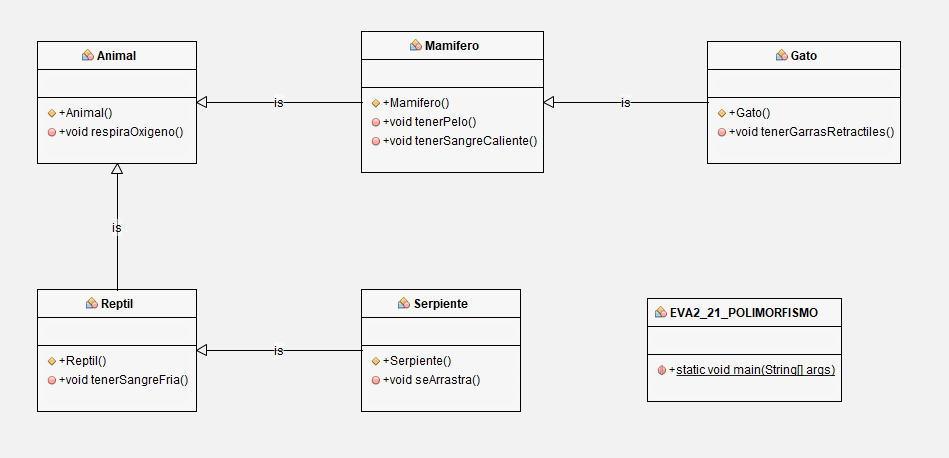 Animal
+Animal()
+void respiraOxigeno()
is
Mamifero
+Mamifero()
+void tenerPelo()
+void tenerSangreCaliente()
is
Gato
+Gato()
+void tenerGarrasRetractiles()
is
Reptil
+Reptil()
+void tenerSangreFria()
is
Serpiente
+Serpiente()
+void seArrastra()
EVA2_21_POLIMORFISMO
+static void main(String[] args)